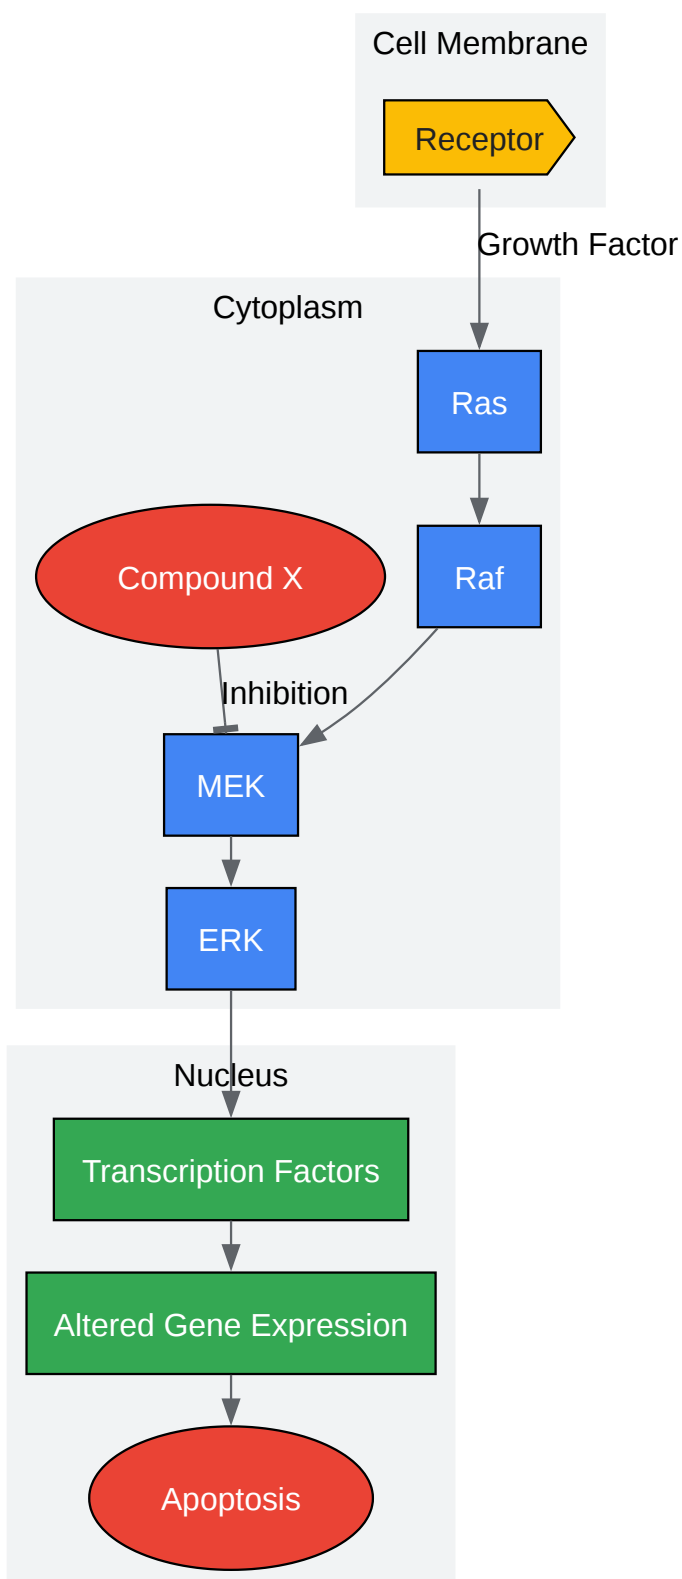 Cell Membrane
Receptor
Growth Factor
Cytoplasm
Ras
Compound X
Raf
Inhibition
MEK
ERK
Nucleus
Transcription Factors
Altered Gene Expression
Apoptosis